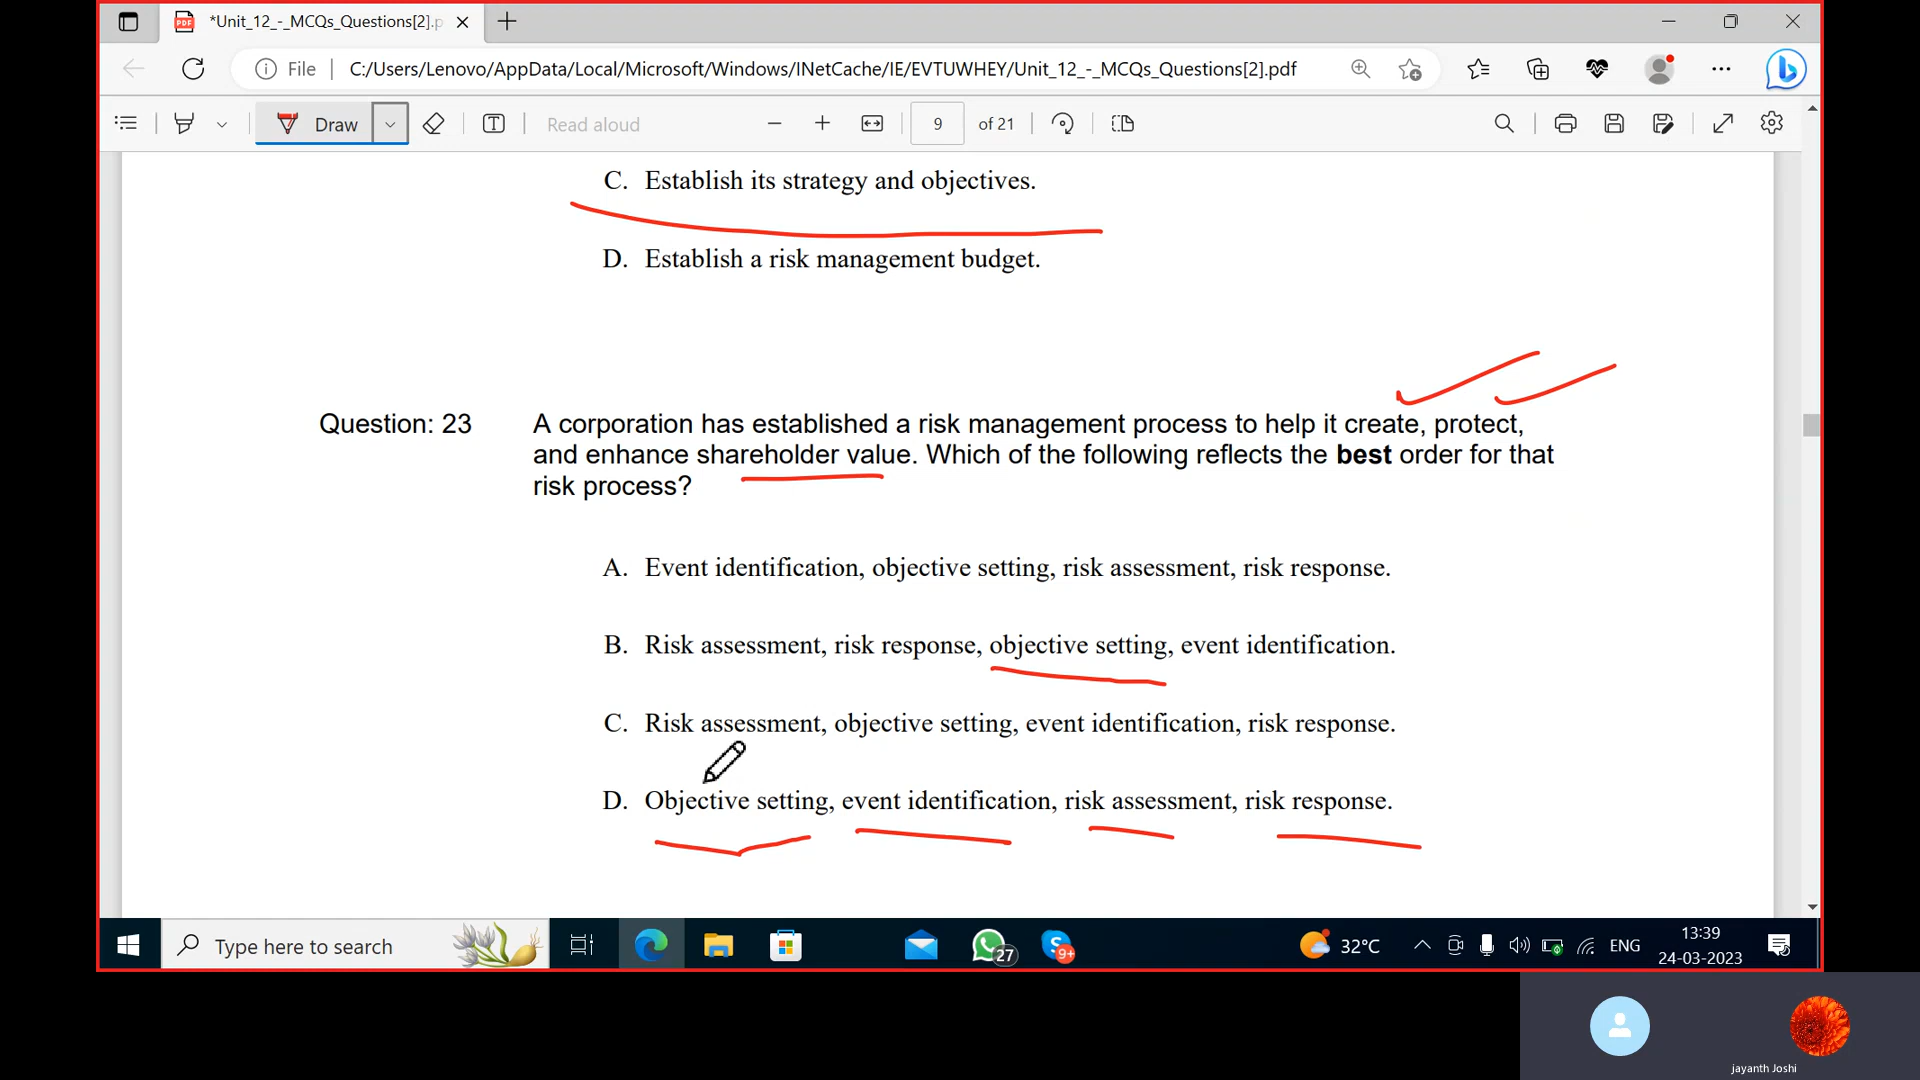 *Unit_12_-_MCQs_Questions[2].p
File
C:/Users/Lenovo/AppData/Local/Microsoft/Windows/INetCache/IE/EVTUWHEY/Unit_12_-_MCQs_Questions[2].pdf
Draw
Read aloud
9 of 21
C. Establish its strategy and objectives.
D. Establish a risk management budget.
Question: 23 A corporation has established a risk management process to help it create, protect,
and enhance shareholder value. Which of the following reflects the best order for that
risk process?
A. Event identification, objective setting, risk assessment, risk response.
B. Risk assessment, risk response, objective setting, event identification.
C. Risk assessment, objective setting, event identification, risk response.
D. Objective setting, event identification, risk assessment, risk response.
Type here to search
27
9+
32°C
ENG
13:39
24-03-2023
jayanth Joshi